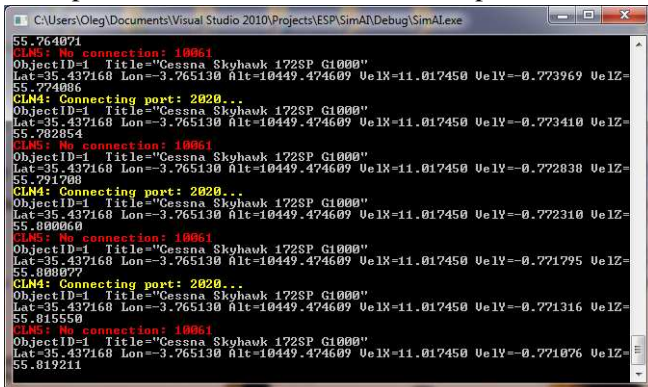 C:\Users\Oleg\Documents\Visual Studio 2010\Projects\ESP\SimAI\Debug\SimAI.exe
55.764071
CLN5: No connection: 10061
ObjectID=1 Title="Cessna Skyhawk 172SP G1000"
Lat=35.437168 Lon=-3.765130 Alt=10449.474609 VelX=11.017450 VelY=-0.773969 VelZ=
55.774086
CLN4: Connecting port: 2020...
ObjectID=1 Title="Cessna Skyhawk 172SP G1000"
Lat=35.437168 Lon=-3.765130 Alt=10449.474609 VelX=11.017450 VelY=-0.773410 VelZ=
55.782854
CLN5: No connection: 10061
ObjectID=1 Title="Cessna Skyhawk 172SP G1000"
Lat=35.437168 Lon=-3.765130 Alt=10449.474609 VelX=11.017450 VelY=-0.772838 VelZ=
55.791708
CLN4: Connecting port: 2020...
ObjectID=1 Title="Cessna Skyhawk 172SP G1000"
Lat=35.437168 Lon=-3.765130 Alt=10449.474609 VelX=11.017450 VelY=-0.772310 VelZ=
55.800060
CLN5: No connection: 10061
ObjectID=1 Title="Cessna Skyhawk 172SP G1000"
Lat=35.437168 Lon=-3.765130 Alt=10449.474609 VelX=11.017450 VelY=-0.771795 VelZ=
55.808077
CLN4: Connecting port: 2020...
ObjectID=1 Title="Cessna Skyhawk 172SP G1000"
Lat=35.437168 Lon=-3.765130 Alt=10449.474609 VelX=11.017450 VelY=-0.771316 VelZ=
55.815550
CLN5: No connection: 10061
ObjectID=1 Title="Cessna Skyhawk 172SP G1000"
Lat=35.437168 Lon=-3.765130 Alt=10449.474609 VelX=11.017450 VelY=-0.771076 VelZ=
55.819211